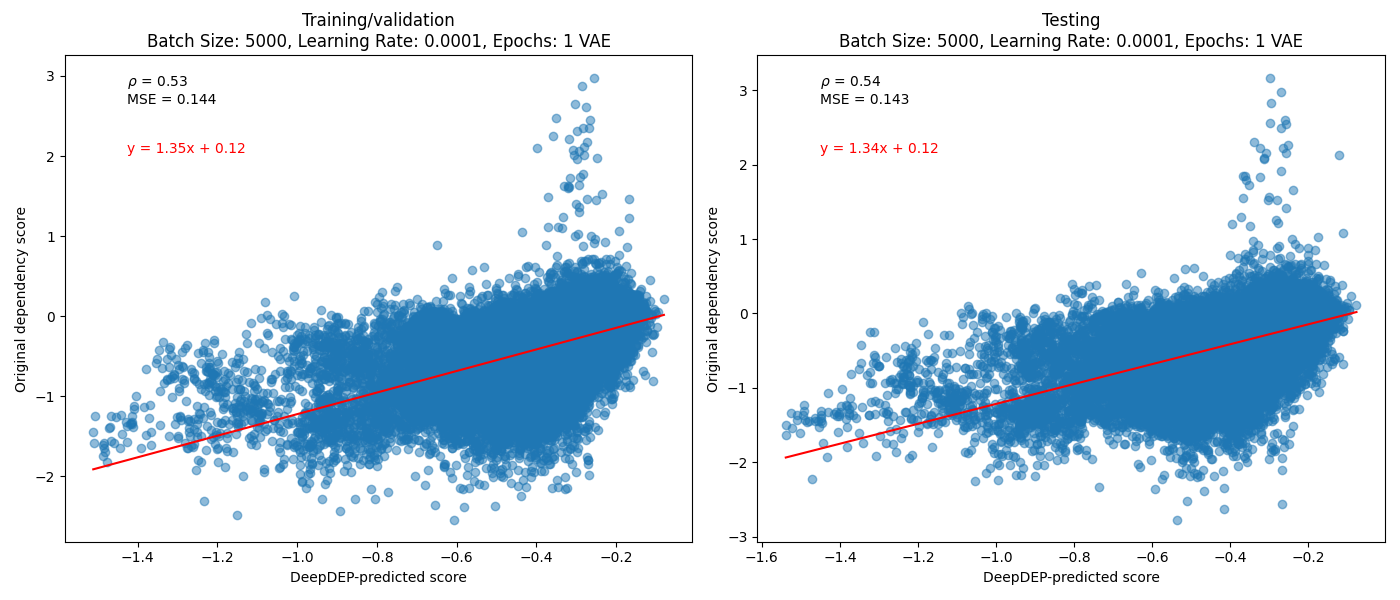 Training/validation
Batch Size: 5000, Learning Rate: 0.0001, Epochs: 1 VAE
ρ = 0.53
MSE = 0.144
y = 1.35x + 0.12
Original dependency score
3
2
1
0
−1
−2
−1.4
−1.2
−1.0
−0.8
−0.6
−0.4
−0.2
DeepDEP-predicted score
Testing
Batch Size: 5000, Learning Rate: 0.0001, Epochs: 1 VAE
ρ = 0.54
MSE = 0.143
y = 1.34x + 0.12
Original dependency score
3
2
1
0
−1
−2
−3
−1.6
−1.4
−1.2
−1.0
−0.8
−0.6
−0.4
−0.2
DeepDEP-predicted score